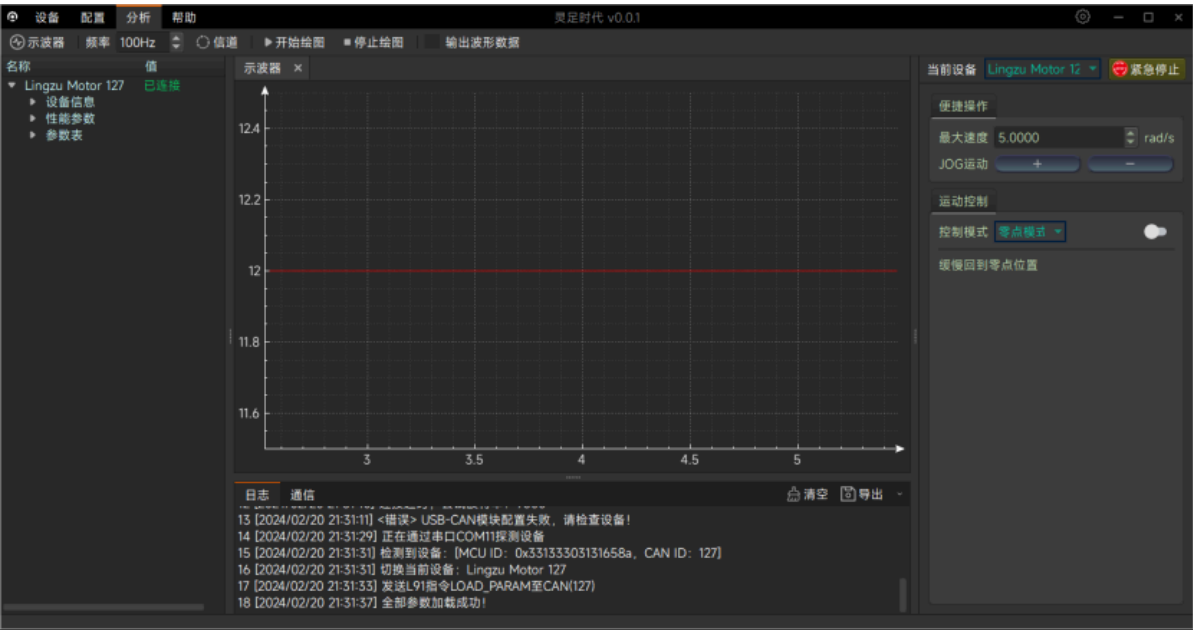 设备 配置 分析 帮助 灵足时代 v0.0.1
示波器 频率 100Hz 信道 开始绘图 停止绘图 输出波形数据
名称 值
Lingzu Motor 127 已连接
设备信息
性能参数
参数表
示波器 ×
12.4
12.2
12
11.8
11.6
3 3.5 4 4.5 5
日志 通信 清空 导出
13 [2024/02/20 21:31:11] <错误> USB-CAN模块配置失败，请检查设备!
14 [2024/02/20 21:31:29] 正在通过串口COM11探测设备
15 [2024/02/20 21:31:31] 检测到设备：[MCU ID：0x33133303131658a，CAN ID：127]
16 [2024/02/20 21:31:31] 切换当前设备：Lingzu Motor 127
17 [2024/02/20 21:31:33] 发送L91指令LOAD_PARAM至CAN(127)
18 [2024/02/20 21:31:37] 全部参数加载成功!
当前设备 Lingzu Motor 12 紧急停止
便捷操作
最大速度 5.0000 rad/s
JOG运动 + −
运动控制
控制模式 零点模式
缓慢回到零点位置